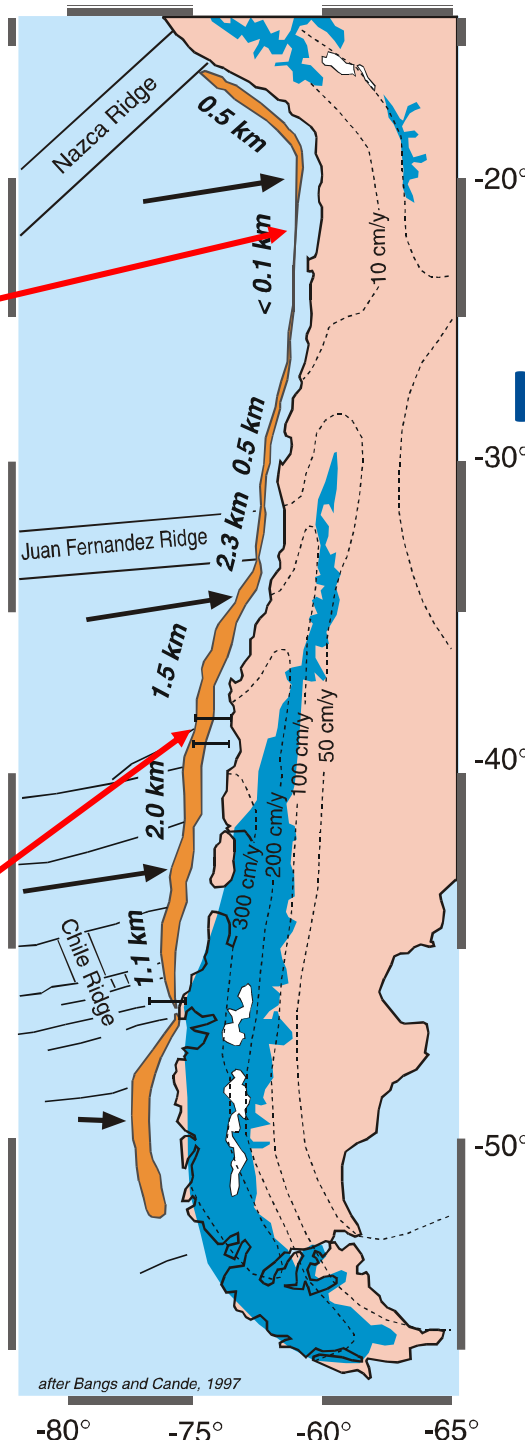 Nazca Ridge
0.5 km
-20°
< 0.1 km
10 cm/y
0.5 km
-30°
2.3 km
Juan Fernandez Ridge
1.5 km
50 cm/y
100 cm/y
-40°
2.0 km
200 cm/y
300 cm/y
1.1 km
Chile Ridge
-50°
after Bangs and Cande, 1997
-80° -75° -60° -65°